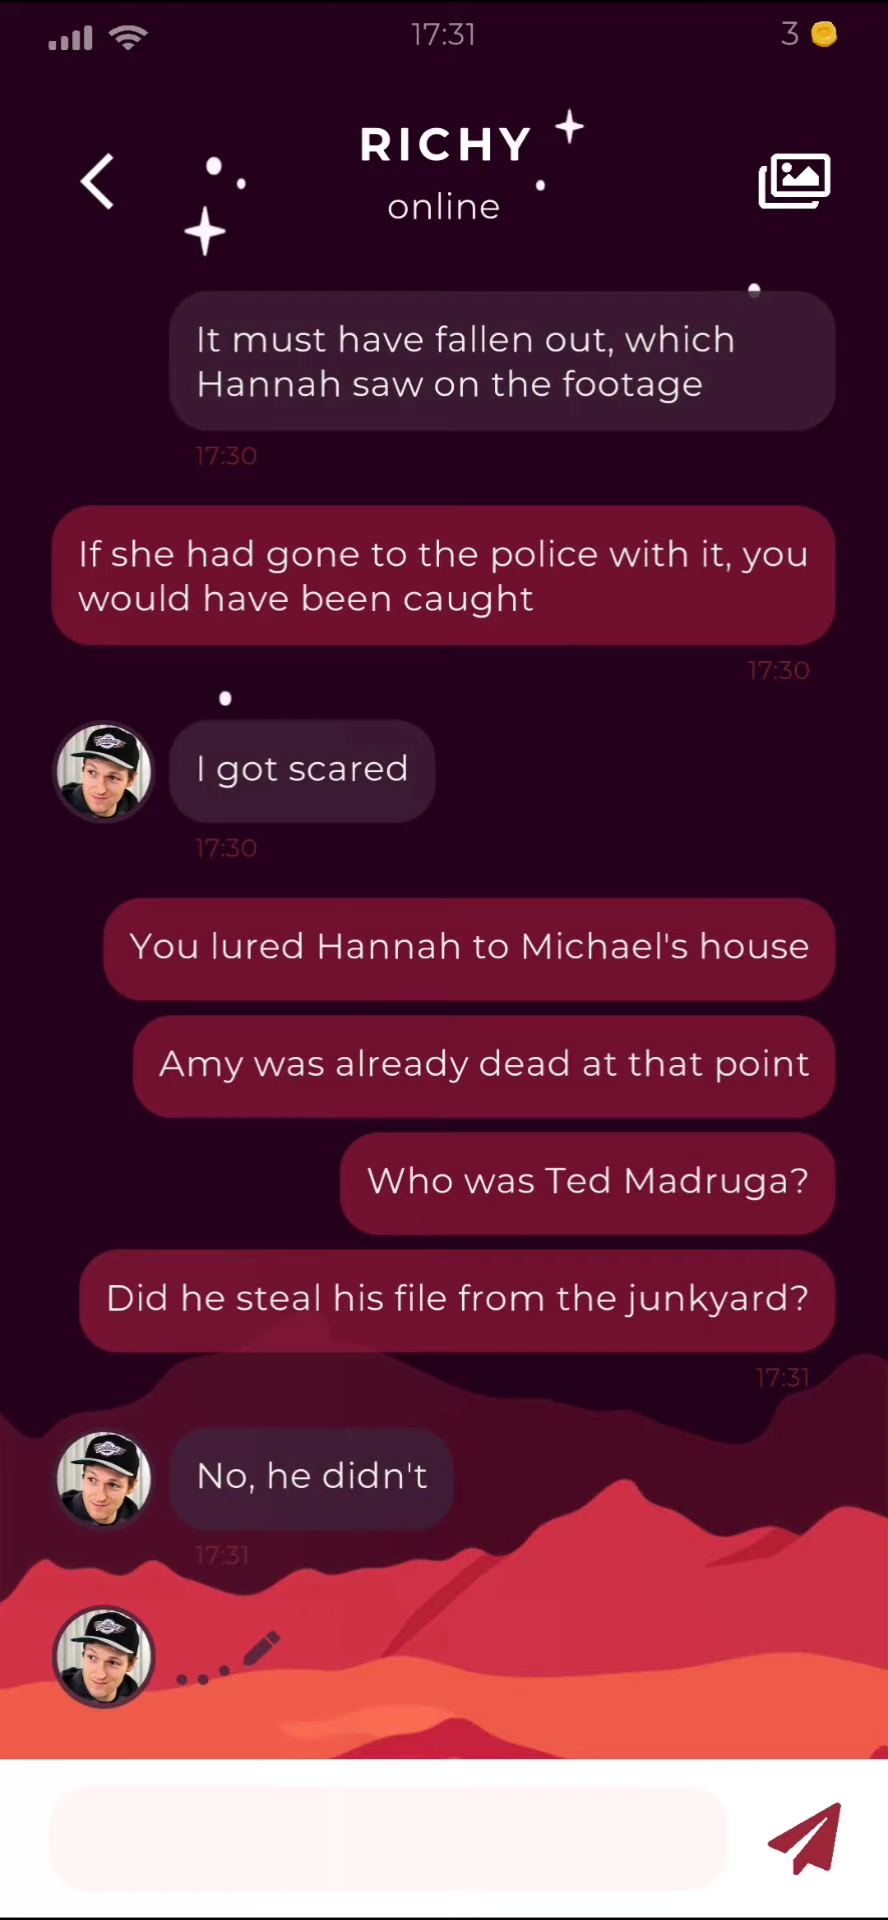 17:31
3
RICHY
online
It must have fallen out, which
Hannah saw on the footage
17:30
If she had gone to the police with it, you
would have been caught
17:30
I got scared
17:30
You lured Hannah to Michael's house
Amy was already dead at that point
Who was Ted Madruga?
Did he steal his file from the junkyard?
17:31
No, he didn't
17:31